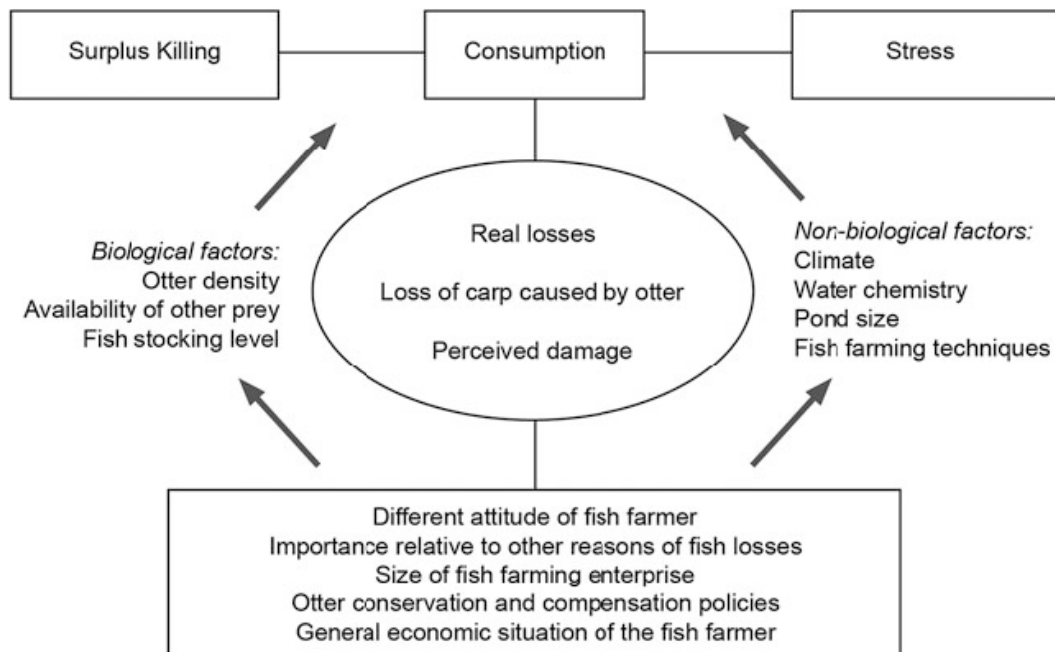 Surplus Killing
Consumption
Stress
Real losses
Loss of carp caused by otter
Perceived damage
Biological factors:
Otter density
Availability of other prey
Fish stocking level
Non-biological factors:
Climate
Water chemistry
Pond size
Fish farming techniques
Different attitude of fish farmer
Importance relative to other reasons of fish losses
Size of fish farming enterprise
Otter conservation and compensation policies
General economic situation of the fish farmer